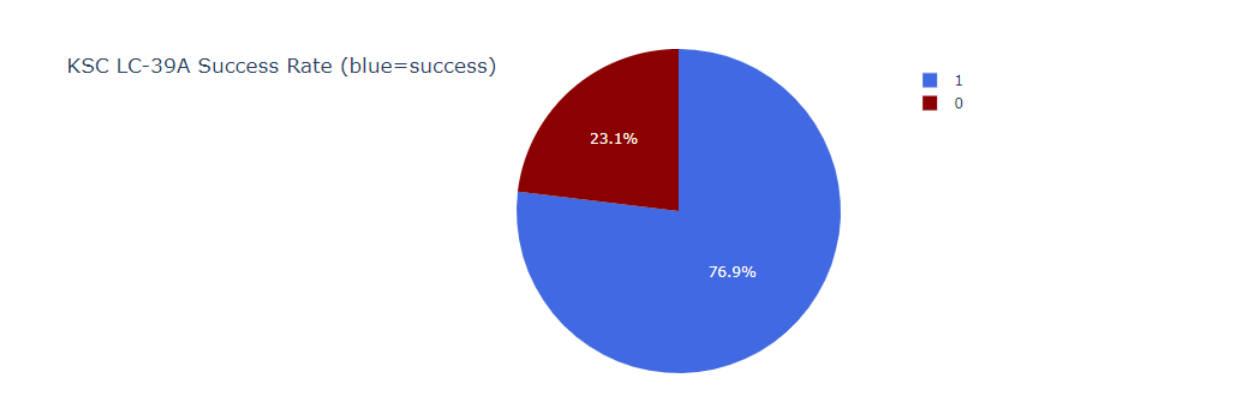 KSC LC-39A Success Rate (blue=success)
1
0
23.1%
76.9%